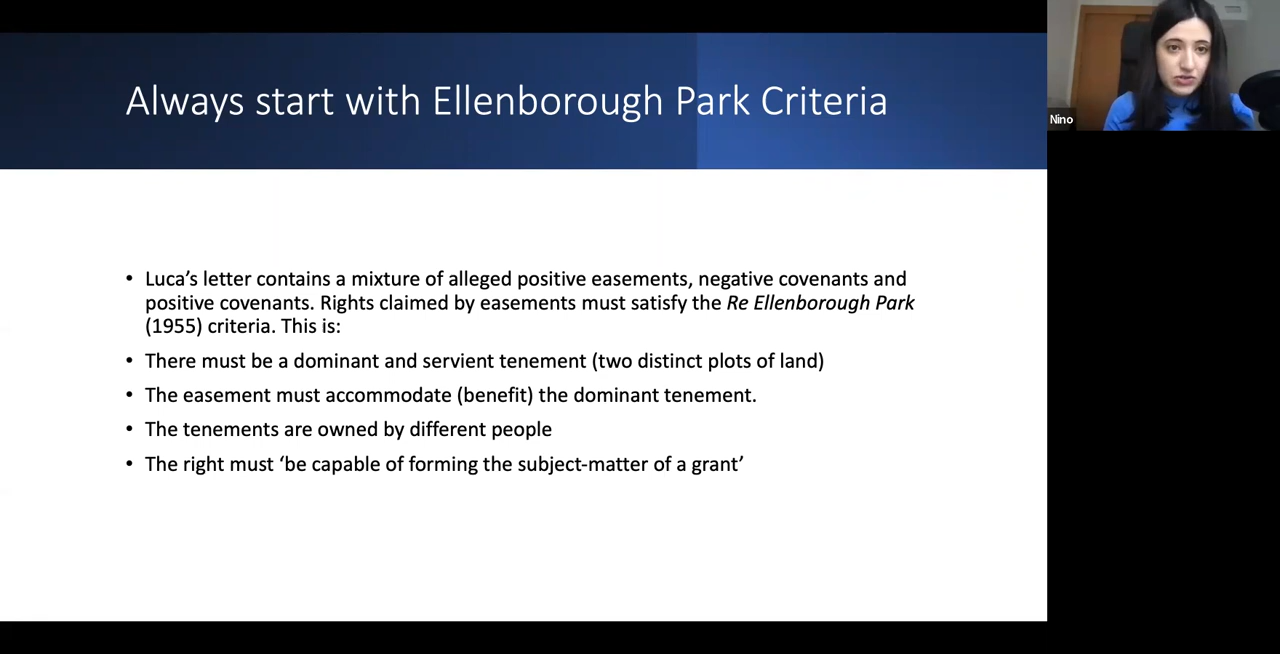 Always start with Ellenborough Park Criteria
• Luca’s letter contains a mixture of alleged positive easements, negative covenants and
positive covenants. Rights claimed by easements must satisfy the Re Ellenborough Park
(1955) criteria. This is:
• There must be a dominant and servient tenement (two distinct plots of land)
• The easement must accommodate (benefit) the dominant tenement.
• The tenements are owned by different people
• The right must ‘be capable of forming the subject-matter of a grant’
Nino